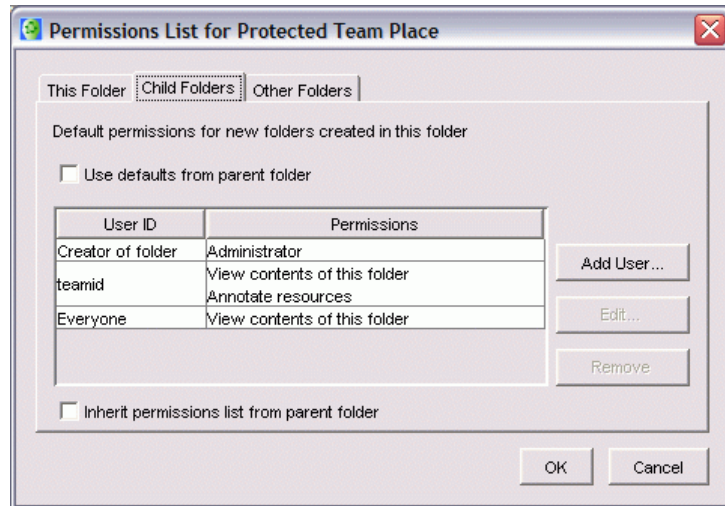 Permissions List for Protected Team Place
This Folder Child Folders Other Folders
Default permissions for new folders created in this folder
Use defaults from parent folder
User ID Permissions
Creator of folder Administrator
teamid View contents of this folder
Annotate resources
Everyone View contents of this folder
Add User...
Edit...
Remove
Inherit permissions list from parent folder
OK Cancel